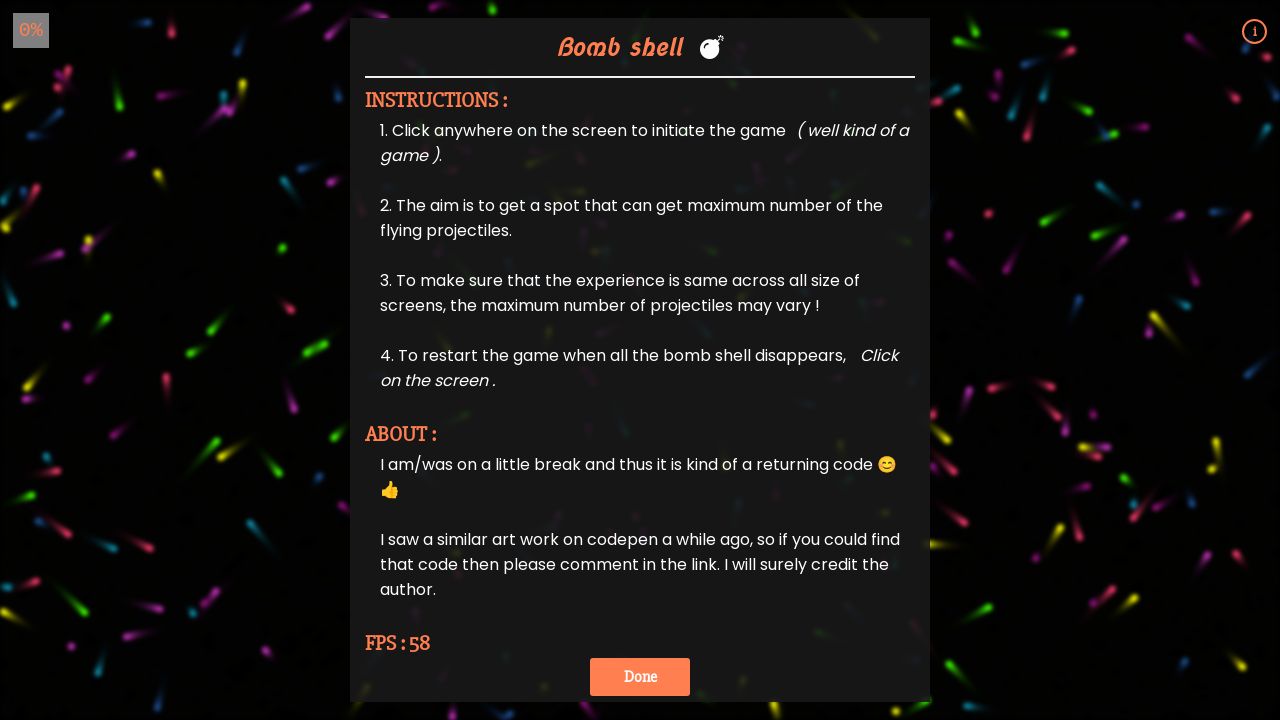 0%
i
Bomb shell 💣
INSTRUCTIONS :
1. Click anywhere on the screen to initiate the game ( well kind of a
game ).
2. The aim is to get a spot that can get maximum number of the
flying projectiles.
3. To make sure that the experience is same across all size of
screens, the maximum number of projectiles may vary !
4. To restart the game when all the bomb shell disappears, Click
on the screen .
ABOUT :
I am/was on a little break and thus it is kind of a returning code 😊
👍
I saw a similar art work on codepen a while ago, so if you could find
that code then please comment in the link. I will surely credit the
author.
FPS : 58
Done